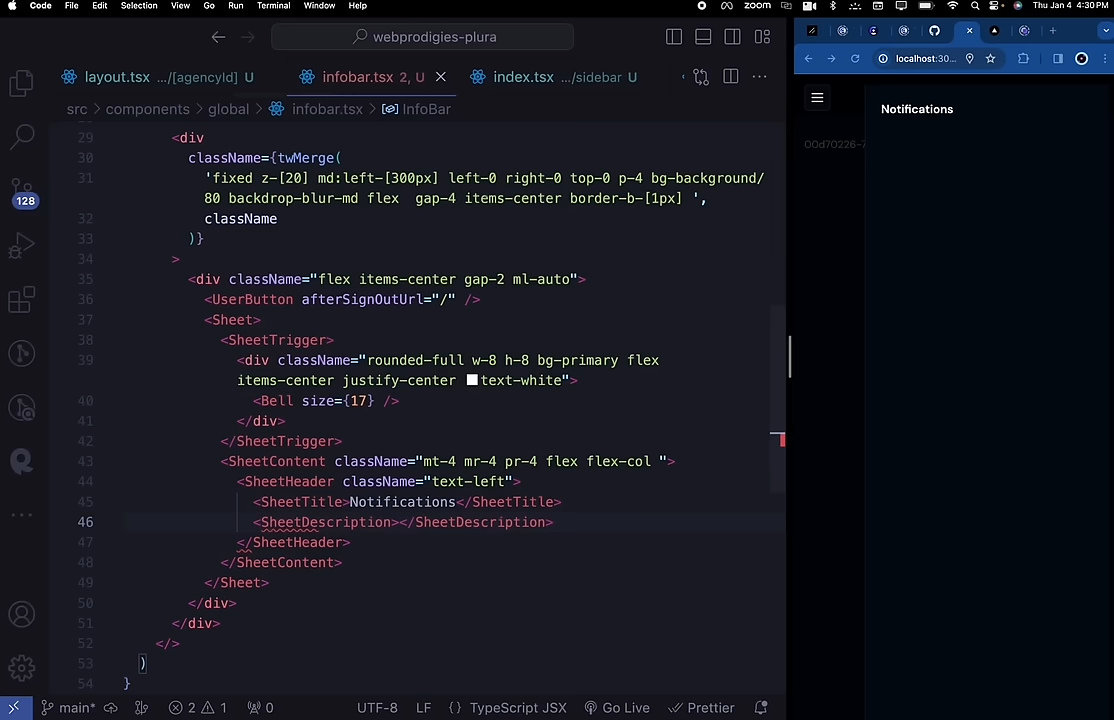 Code File Edit Selection View Go Run Terminal Window Help zoom Thu Jan 4 4:30 PM
webprodigies-plura
layout.tsx .../[agencyId] U infobar.tsx 2, U index.tsx .../sidebar U
src > components > global > infobar.tsx > InfoBar
29 <div
30 className={twMerge(
31 'fixed z-[20] md:left-[300px] left-0 right-0 top-0 p-4 bg-background/
80 backdrop-blur-md flex  gap-4 items-center border-b-[1px] ',
32 className
33 )}
34 >
35 <div className="flex items-center gap-2 ml-auto">
36 <UserButton afterSignOutUrl="/" />
37 <Sheet>
38 <SheetTrigger>
39 <div className="rounded-full w-8 h-8 bg-primary flex
items-center justify-center text-white">
40 <Bell size={17} />
41 </div>
42 </SheetTrigger>
43 <SheetContent className="mt-4 mr-4 pr-4 flex flex-col ">
44 <SheetHeader className="text-left">
45 <SheetTitle>Notifications</SheetTitle>
46 <SheetDescription></SheetDescription>
47 </SheetHeader>
48 </SheetContent>
49 </Sheet>
50 </div>
51 </div>
52 </>
53 )
54 }
128
main* 2 1 0 UTF-8 LF {} TypeScript JSX Go Live Prettier
localhost:30...
Notifications
00d70226-7